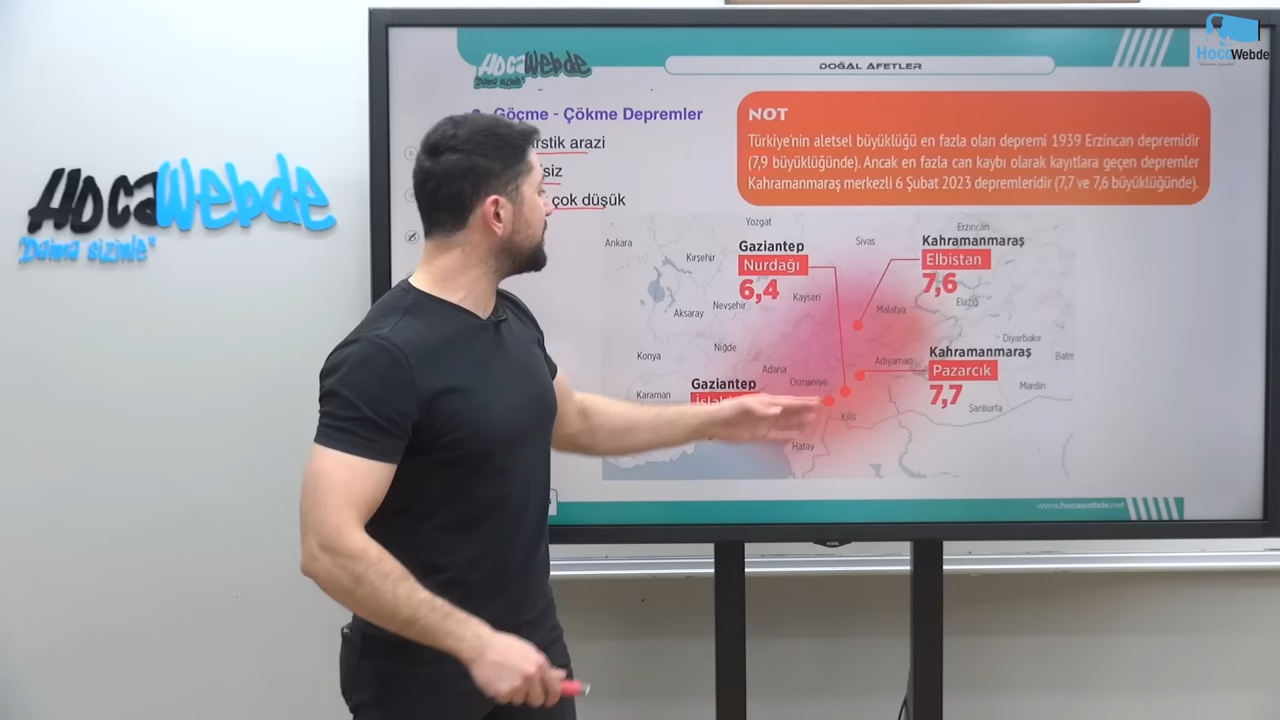 HocaWebde
"Daima sizinle"
HocaWebde
"Daima sizinle"
DOĞAL AFETLER
HocaWebde
Göçme - Çökme Depremler
arazi
çok düşük
NOT
Türkiye'nin aletsel büyüklüğü en fazla olan depremi 1939 Erzincan depremidir
(7,9 büyüklüğünde). Ancak en fazla can kaybı olarak kayıtlara geçen depremler
Kahramanmaraş merkezli 6 Şubat 2023 depremleridir (7,7 ve 7,6 büyüklüğünde).
Yozgat
Erzincan
Ankara
Sivas
Gaziantep
Nurdağı
6,4
Kahramanmaraş
Elbistan
7,6
Kırşehir
Kayseri
Nevşehir
Aksaray
Malatya
Elazığ
Konya
Niğde
Diyarbakır
Adıyaman
Kahramanmaraş
Pazarcık
7,7
Adana
Osmaniye
Mardin
Karaman
Gaziantep
Kilis
Şanlıurfa
Hatay
www.hocawebde.net